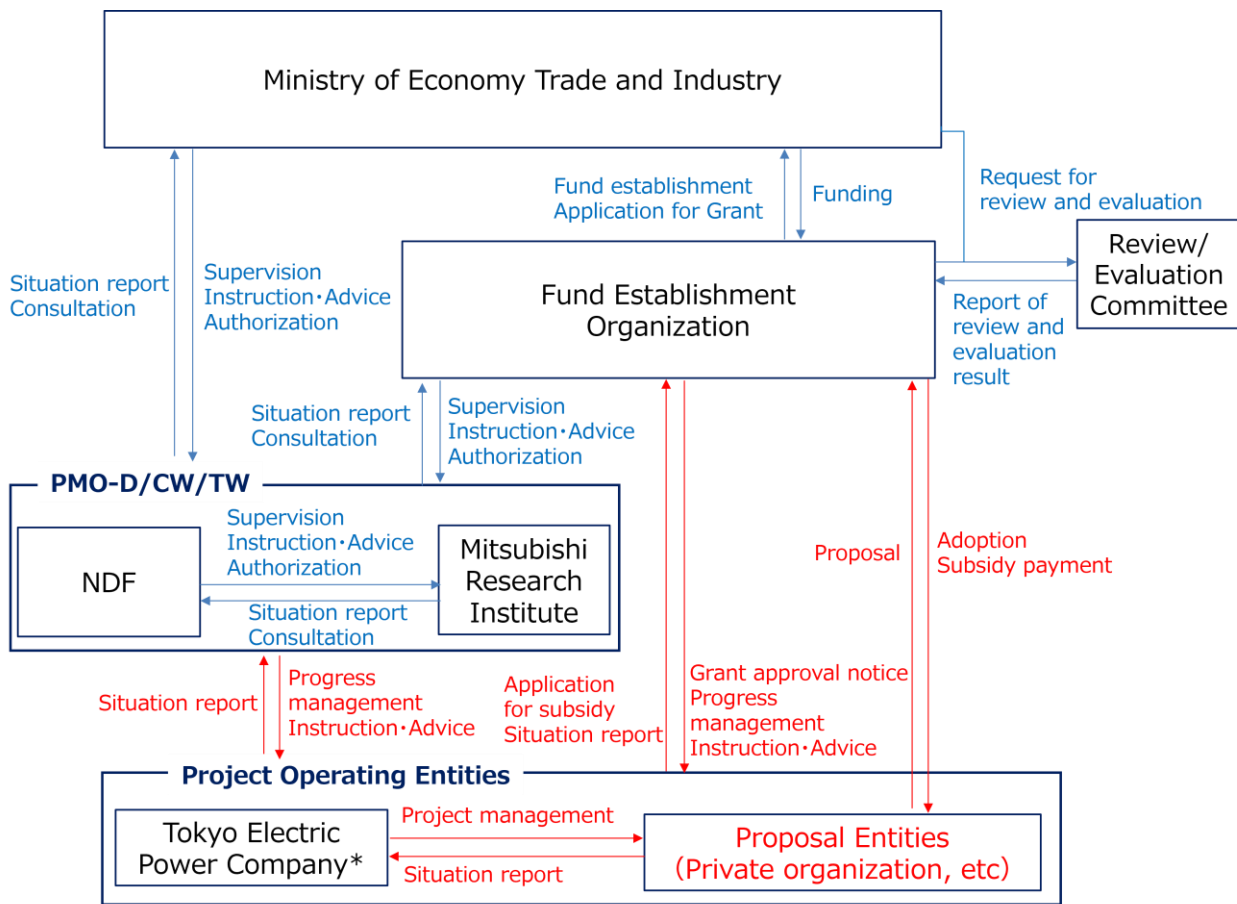 Ministry of Economy Trade and Industry
Fund establishment
Application for Grant
Funding
Request for
review and evaluation
Situation report
Consultation
Supervision
Instruction・Advice
Authorization
Fund Establishment
Organization
Review/
Evaluation
Committee
Report of
review and
evaluation
result
Situation report
Consultation
Supervision
Instruction・Advice
Authorization
PMO-D/CW/TW
NDF
Supervision
Instruction・Advice
Authorization
Situation report
Consultation
Mitsubishi
Research
Institute
Proposal
Adoption
Subsidy payment
Situation report
Progress
management
Instruction・Advice
Application
for subsidy
Situation report
Grant approval notice
Progress
management
Instruction・Advice
Project Operating Entities
Tokyo Electric
Power Company*
Project management
Situation report
Proposal Entities
(Private organization, etc)